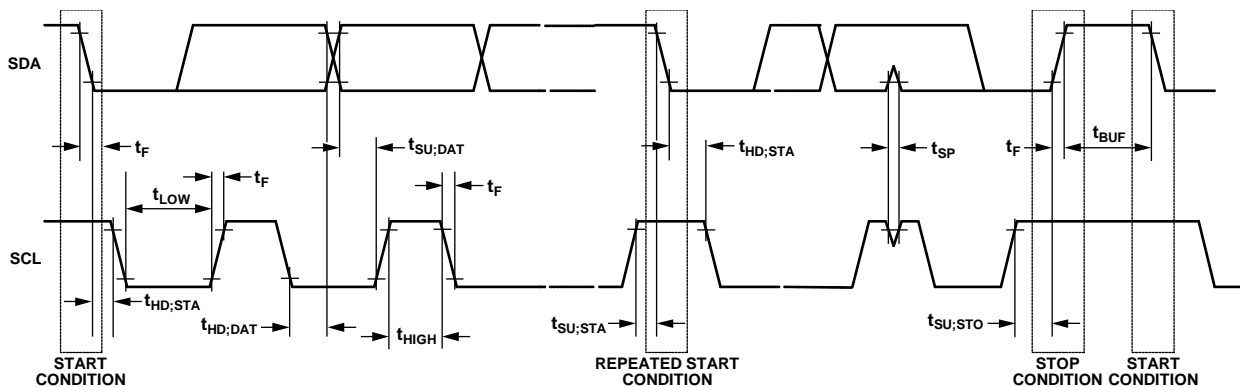 SDA
t_F
t_SU;DAT
t_HD;STA
t_SP
t_F
t_BUF
t_LOW
t_F
t_F
SCL
t_HD;STA
t_HD;DAT
t_HIGH
t_SU;STA
t_SU;STO
START
CONDITION
REPEATED START
CONDITION
STOP
CONDITION
START
CONDITION